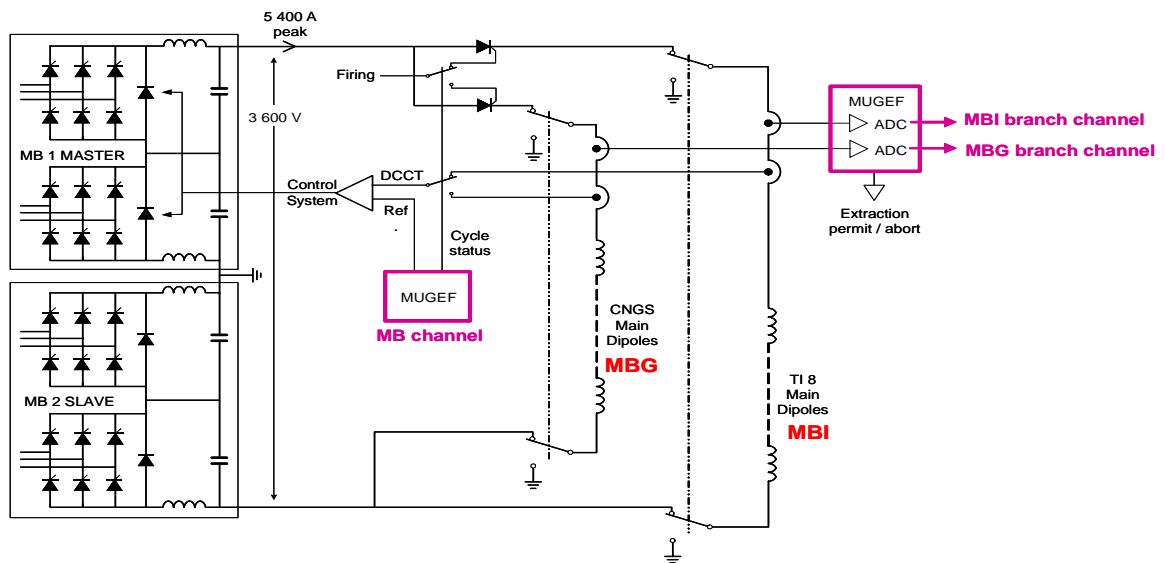 5 400 A
peak
Firing
3 600 V
MB 1 MASTER
Control
System
DCCT
Ref
.
Cycle
status
MUGEF
MB channel
MUGEF
ADC
ADC
MBI branch channel
MBG branch channel
Extraction
permit / abort
CNGS
Main
Dipoles
MBG
TI 8
Main
Dipoles
MBI
MB 2 SLAVE